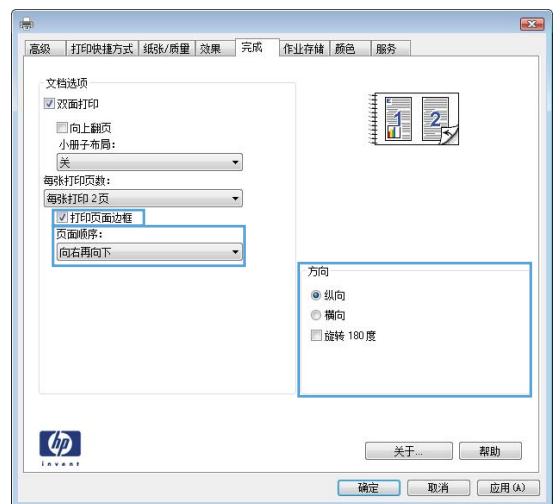 高级 打印快捷方式 纸张/质量 效果 完成 作业存储 颜色 服务
文档选项
双面打印
向上翻页
小册子布局：
关
每张打印页数：
每张打印 2 页
打印页面边框
页面顺序：
向右再向下
1 2
方向
纵向
横向
旋转 180 度
hp
invent
关于... 帮助
确定 取消 应用(A)